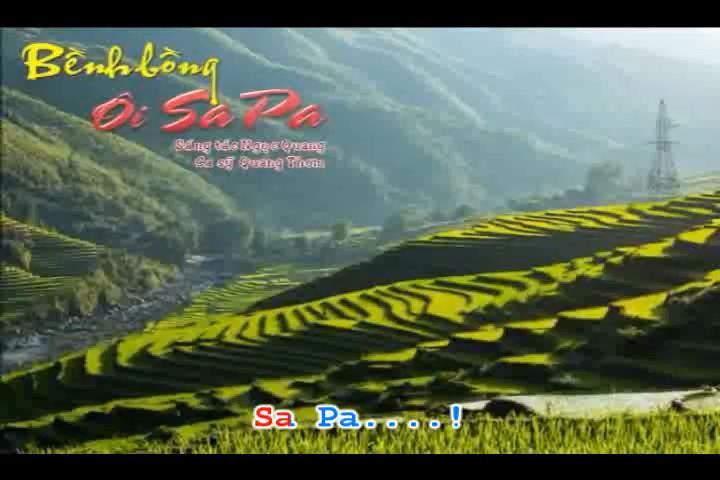 Bềnh bồng
Ôi Sa Pa
Sáng tác Ngọc Quang
Ca sỹ Quang Thơm
Sa Pa....!